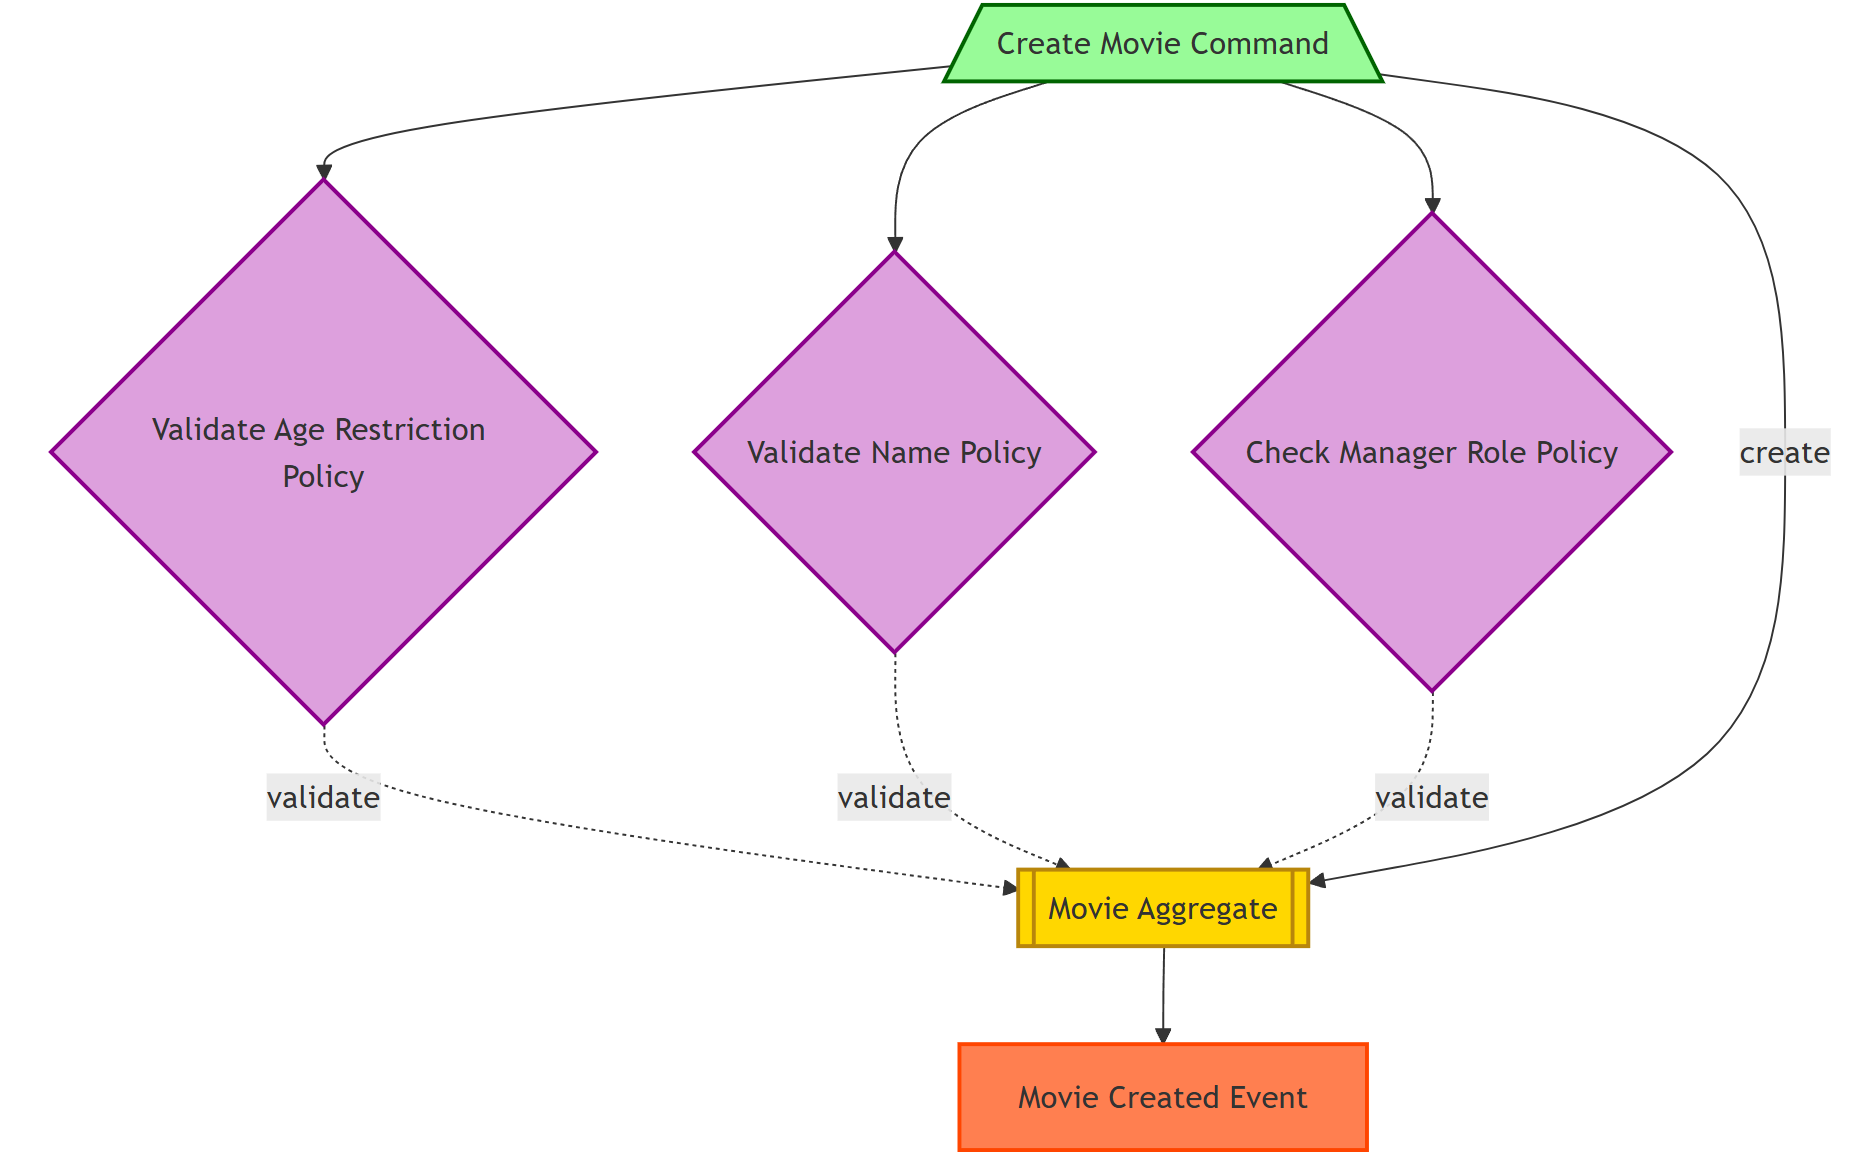 Create Movie Command
Validate Age Restriction
Policy
Validate Name Policy
Check Manager Role Policy
create
validate
validate
validate
Movie Aggregate
Movie Created Event